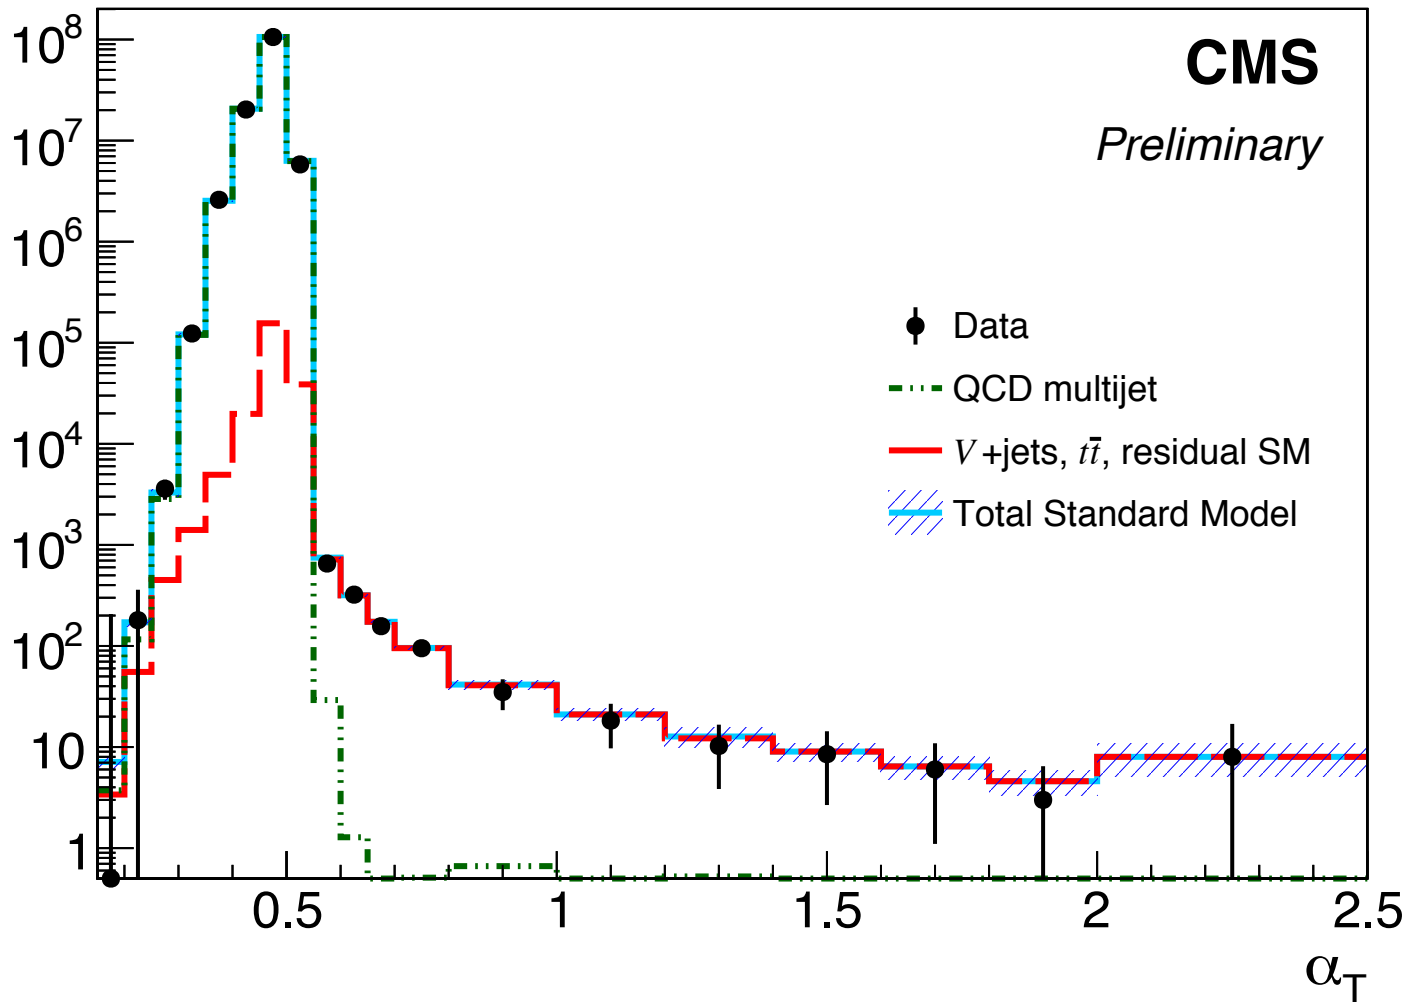 CMS
Preliminary
10⁸
10⁷
10⁶
10⁵
10⁴
10³
10²
10
1
Data
QCD multijet
V+jets, tt̄, residual SM
Total Standard Model
0.5 1 1.5 2 2.5
α_T